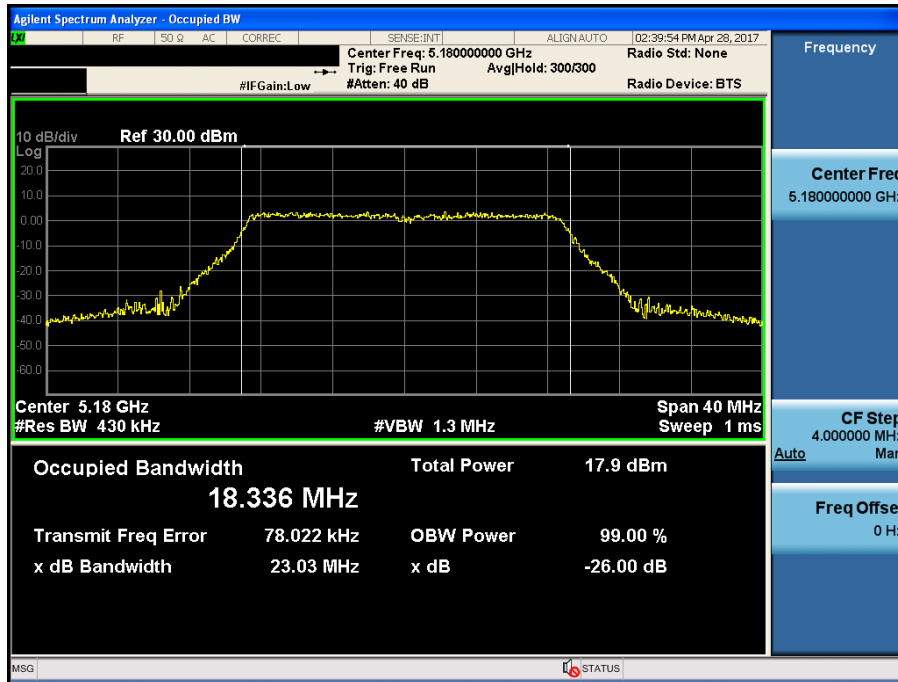 Agilent Spectrum Analyzer - Occupied BW
LXI RF 50 Ω AC CORREC SENSE:INT ALIGN AUTO 02:39:54 PM Apr 28, 2017
Center Freq: 5.180000000 GHz Radio Std: None
Trig: Free Run Avg|Hold: 300/300
#IFGain:Low #Atten: 40 dB Radio Device: BTS
Frequency
10 dB/div Ref 30.00 dBm
Log
20.0
10.0
0.00
-10.0
-20.0
-30.0
-40.0
-50.0
-60.0
Center 5.18 GHz Span 40 MHz
#Res BW 430 kHz #VBW 1.3 MHz Sweep 1 ms
Occupied Bandwidth Total Power 17.9 dBm
18.336 MHz
Transmit Freq Error 78.022 kHz OBW Power 99.00 %
x dB Bandwidth 23.03 MHz x dB -26.00 dB
Center Freq
5.180000000 GHz
CF Step
4.000000 MHz
Auto Man
Freq Offset
0 Hz
MSG STATUS